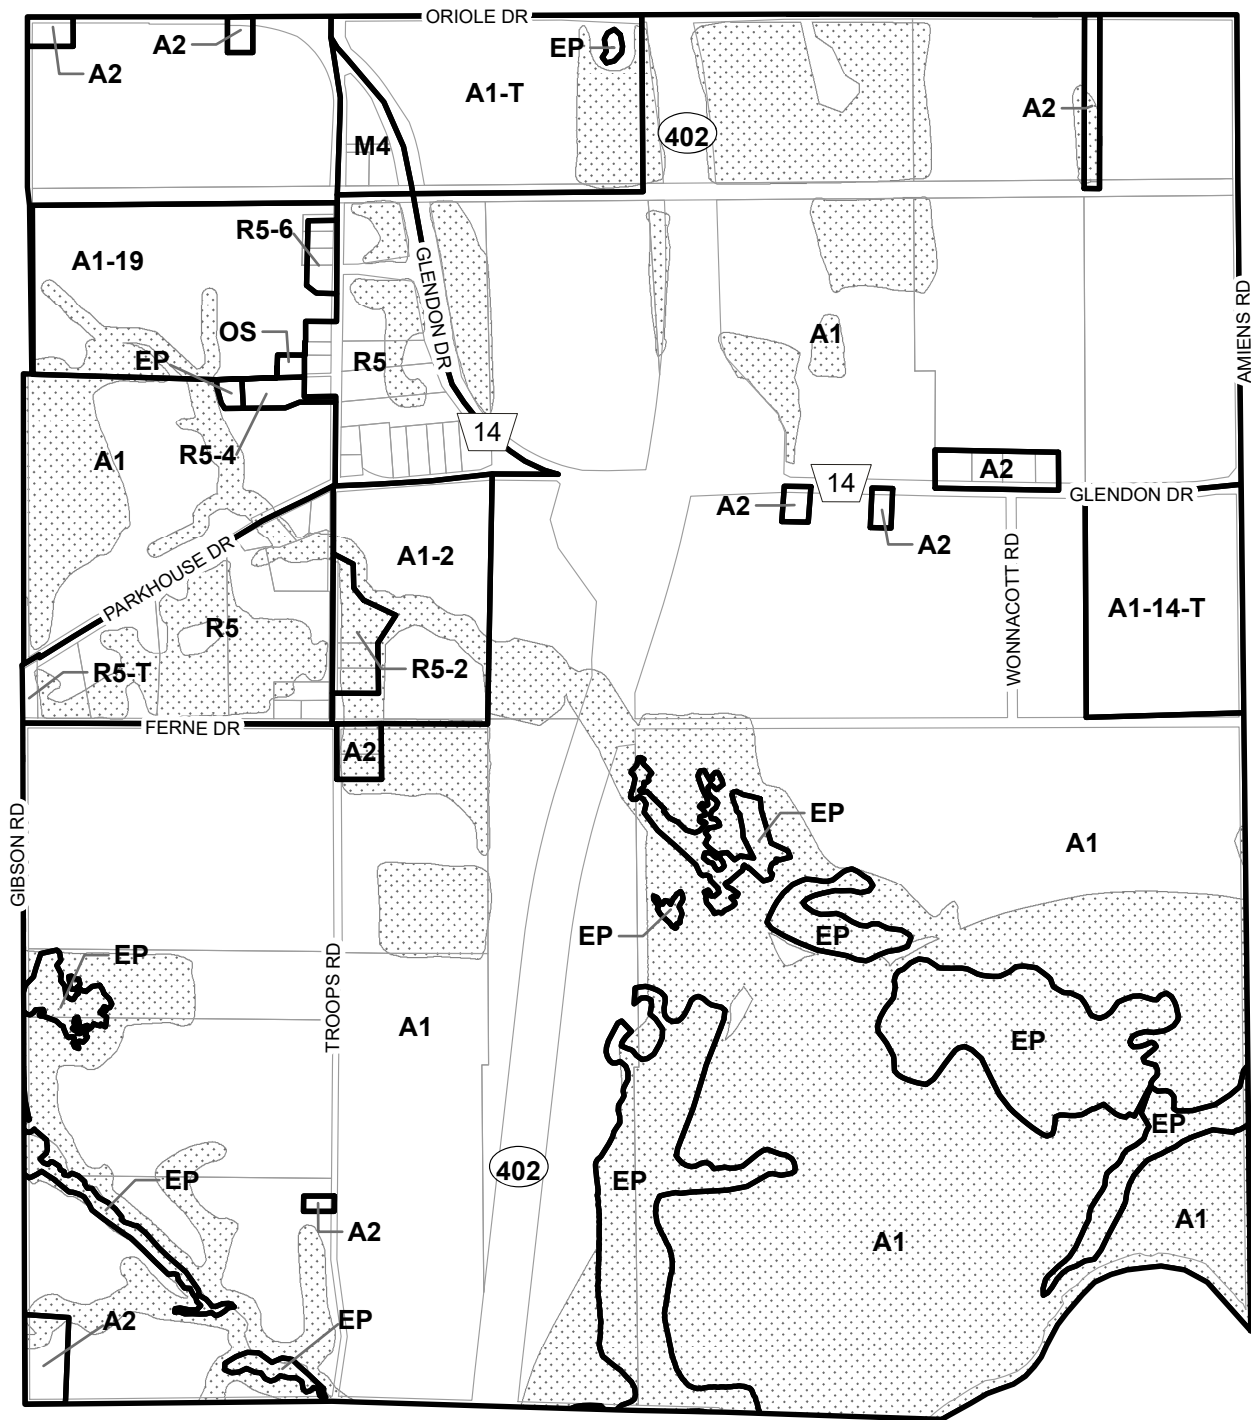 ORIOLE DR
A2
A2
EP
A2
A1-T
A2
402
M4
R5-6
A1-19
GLENDON DR
AMIENS RD
OS
EP
R5
A1
14
A1
R5-4
A2
14
GLENDON DR
A2
A2
PARKHOUSE DR
A1-2
WONNACOTT RD
A1-14-T
R5
R5-T
R5-2
FERNE DR
A2
GIBSON RD
EP
A1
EP
EP
EP
TROOPS RD
A1
EP
EP
402
EP
EP
A2
A1
A1
A2
EP